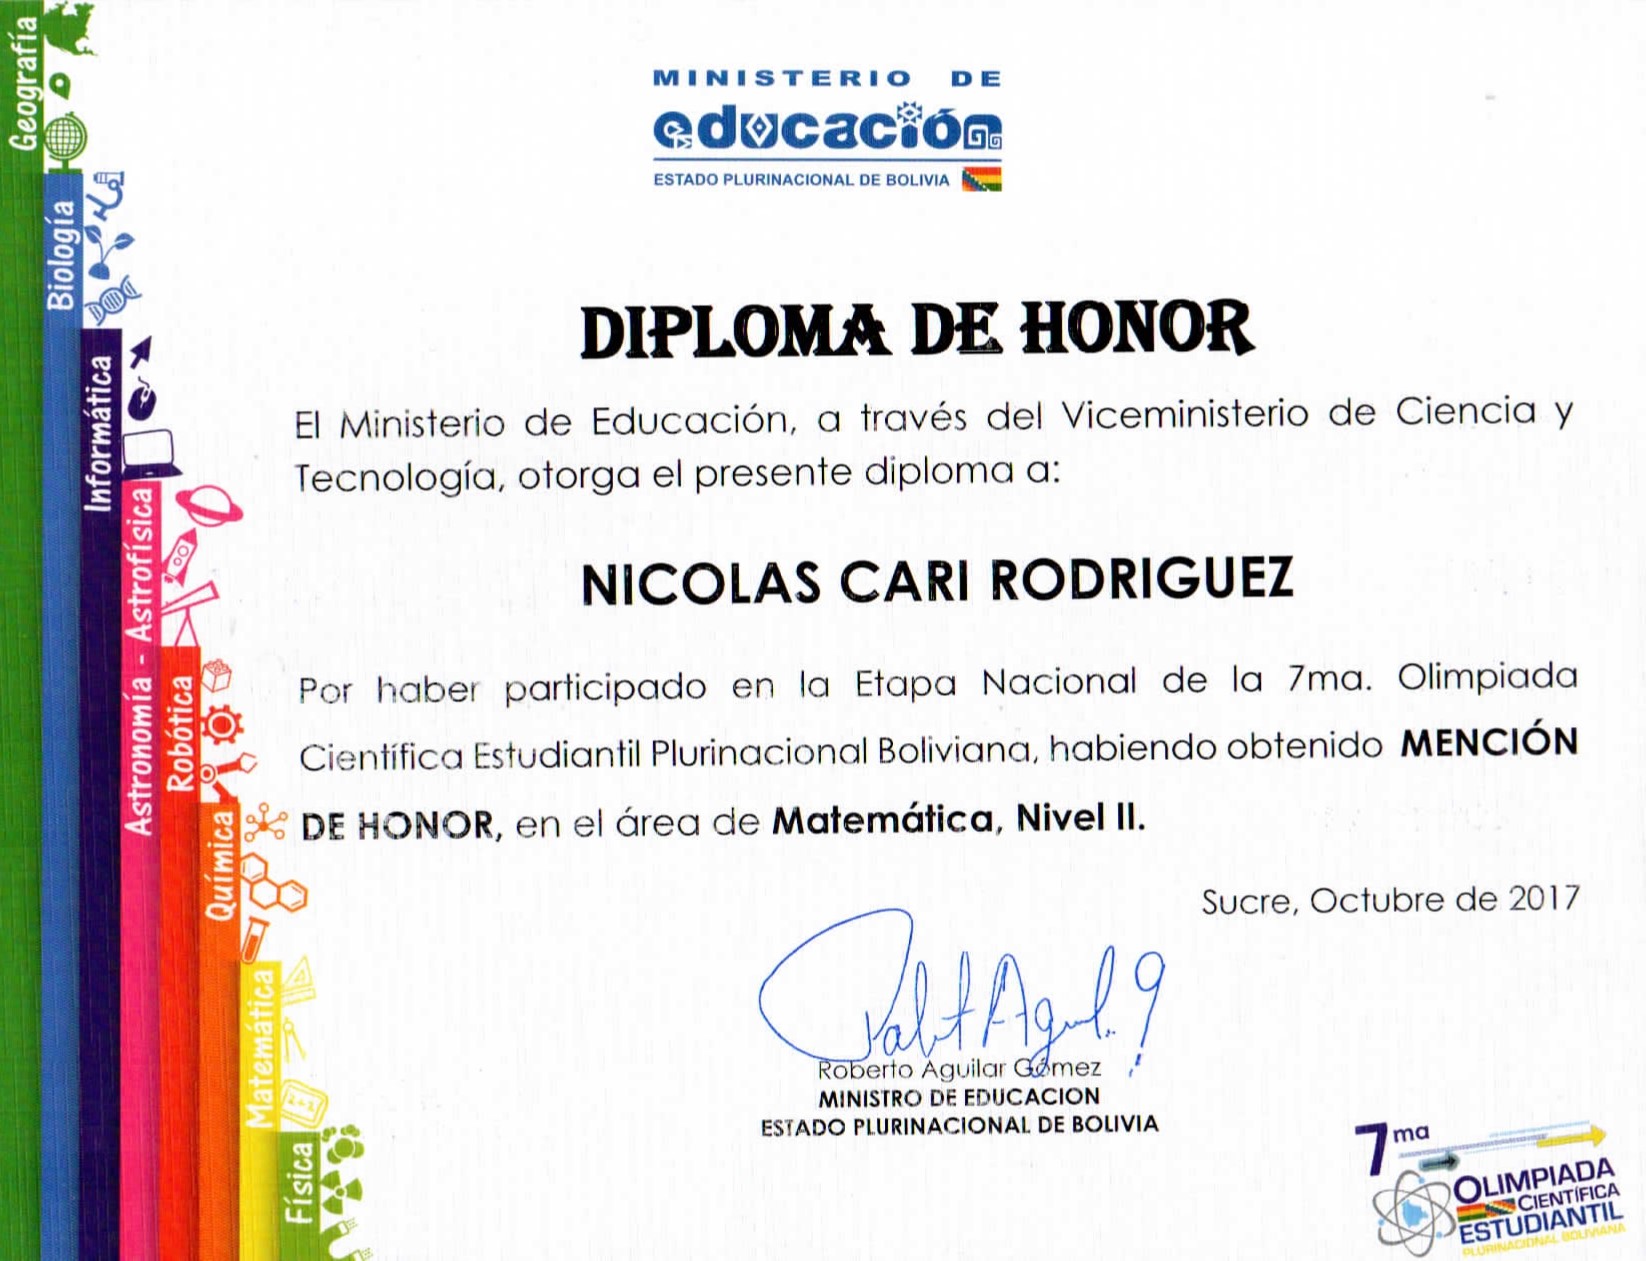 MINISTERIO DE
educación
ESTADO PLURINACIONAL DE BOLIVIA
DIPLOMA DE HONOR
El Ministerio de Educación, a través del Viceministerio de Ciencia y
Tecnología, otorga el presente diploma a:
NICOLAS CARI RODRIGUEZ
Por haber participado en la Etapa Nacional de la 7ma. Olimpiada
Científica Estudiantil Plurinacional Boliviana, habiendo obtenido MENCIÓN
DE HONOR, en el área de Matemática, Nivel II.
Sucre, Octubre de 2017
Roberto Aguilar Gómez
MINISTRO DE EDUCACION
ESTADO PLURINACIONAL DE BOLIVIA
Geografía
Biología
Informática
Astronomía - Astrofísica
Robótica
Química
Matemática
Física
7ma
OLIMPIADA
CIENTÍFICA
ESTUDIANTIL
PLURINACIONAL BOLIVIANA